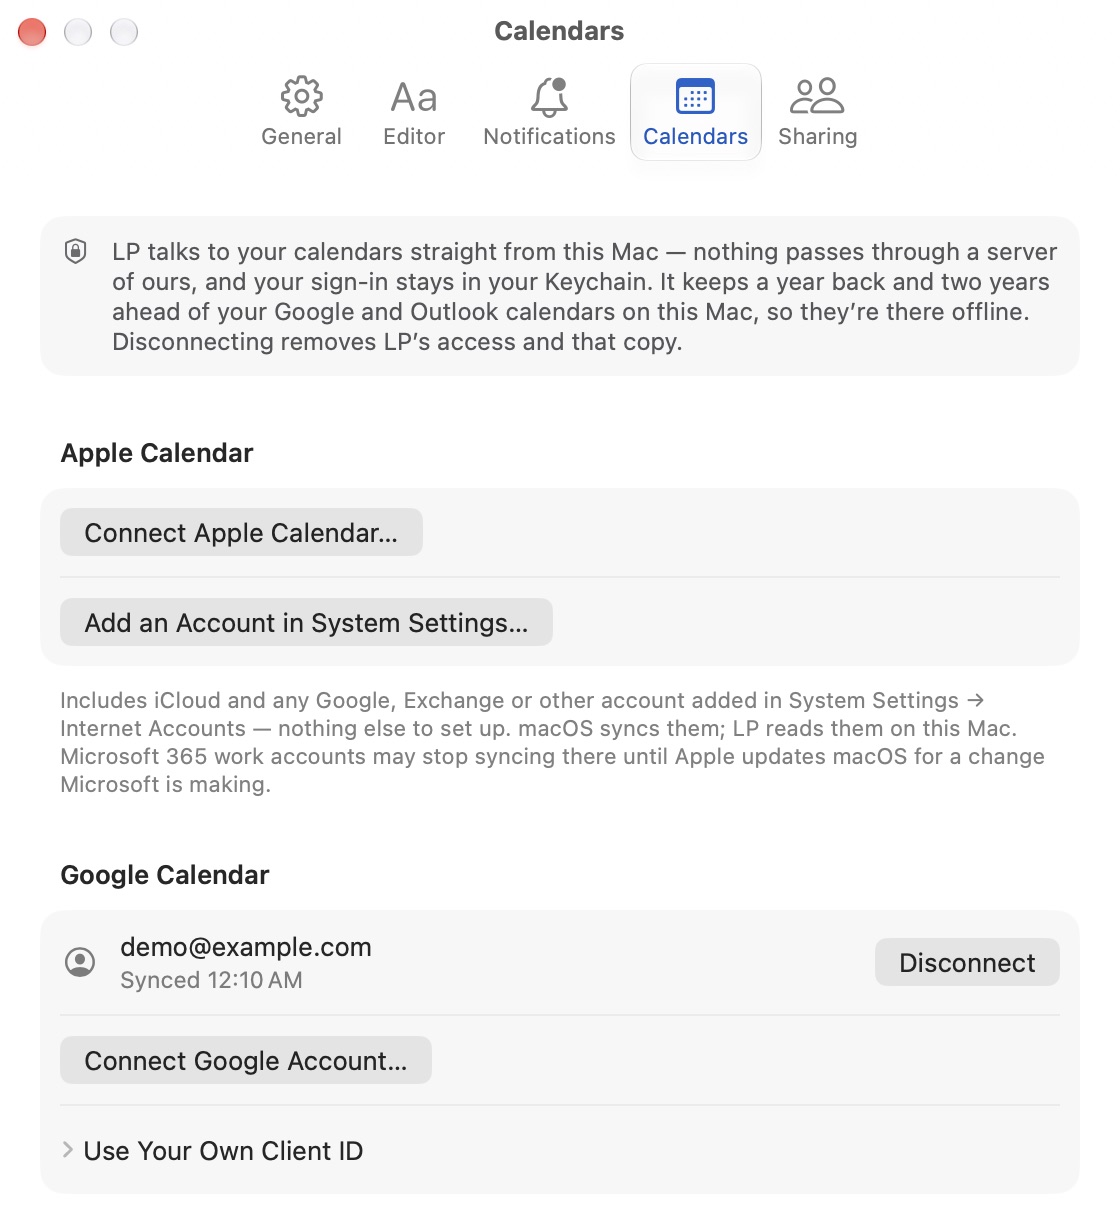 Calendars
General
Aa
Editor
Notifications
Calendars
Sharing
LP talks to your calendars straight from this Mac — nothing passes through a server
of ours, and your sign-in stays in your Keychain. It keeps a year back and two years
ahead of your Google and Outlook calendars on this Mac, so they’re there offline.
Disconnecting removes LP’s access and that copy.
Apple Calendar
Connect Apple Calendar...
Add an Account in System Settings...
Includes iCloud and any Google, Exchange or other account added in System Settings →
Internet Accounts — nothing else to set up. macOS syncs them; LP reads them on this Mac.
Microsoft 365 work accounts may stop syncing there until Apple updates macOS for a change
Microsoft is making.
Google Calendar
demo@example.com
Synced 12:10 AM
Disconnect
Connect Google Account...
Use Your Own Client ID